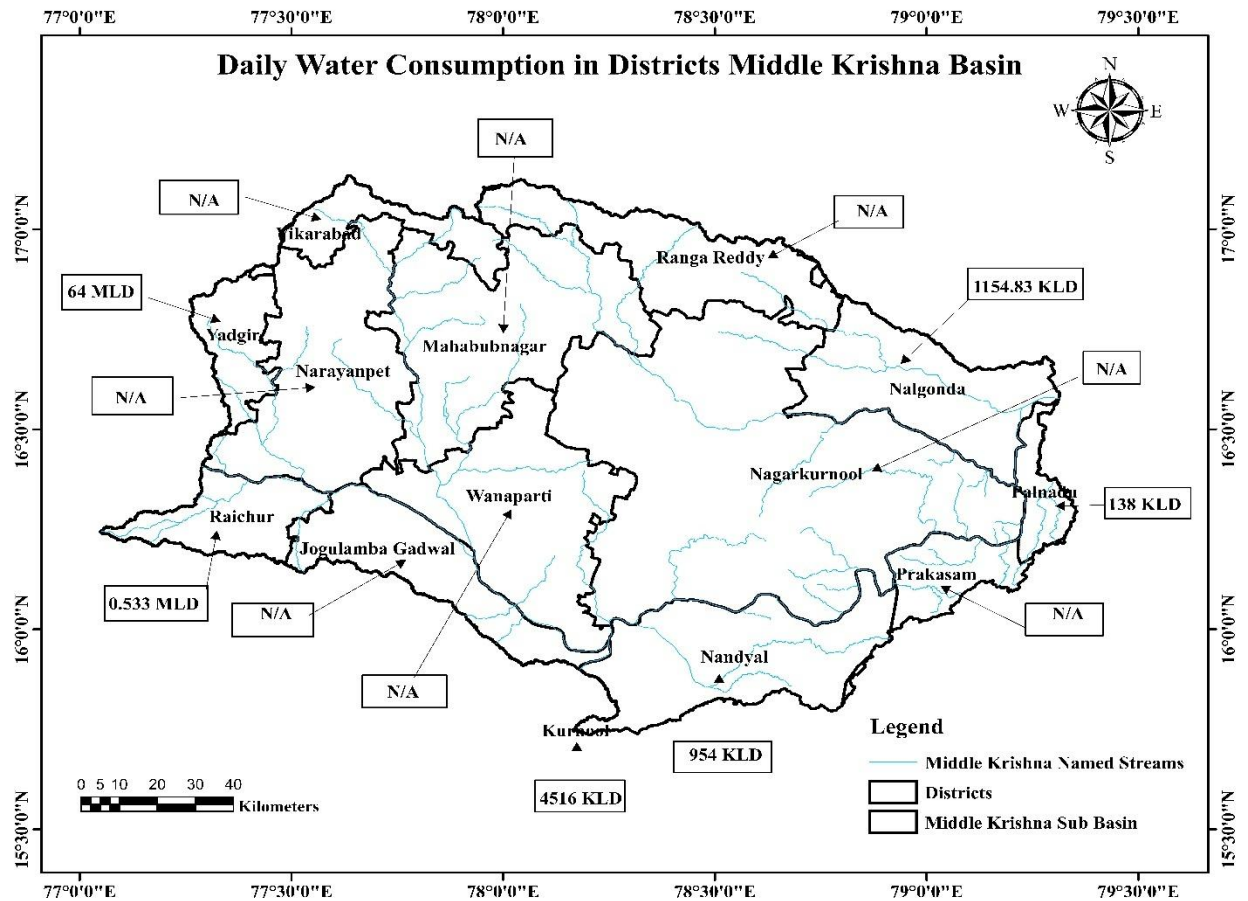 77°0'0"E 77°30'0"E 78°0'0"E 78°30'0"E 79°0'0"E 79°30'0"E
Daily Water Consumption in Districts Middle Krishna Basin
N
W E
S
N/A
N/A
N/A
17°0'0"N
17°0'0"N
Vikarabad
Ranga Reddy
64 MLD
1154.83 KLD
Yadgir
Mahabubnagar
Narayanpet
N/A
Nalgonda
N/A
16°30'0"N
16°30'0"N
Nagarkurnool
Wanaparti
Palnadu
138 KLD
Raichur
Jogulamba Gadwal
Prakasam
0.533 MLD
N/A
N/A
16°0'0"N
16°0'0"N
Nandyal
N/A
Kurnool
Legend
954 KLD
Middle Krishna Named Streams
Districts
Middle Krishna Sub Basin
4516 KLD
0 5 10 20 30 40
Kilometers
15°30'0"N
15°30'0"N
77°0'0"E 77°30'0"E 78°0'0"E 78°30'0"E 79°0'0"E 79°30'0"E